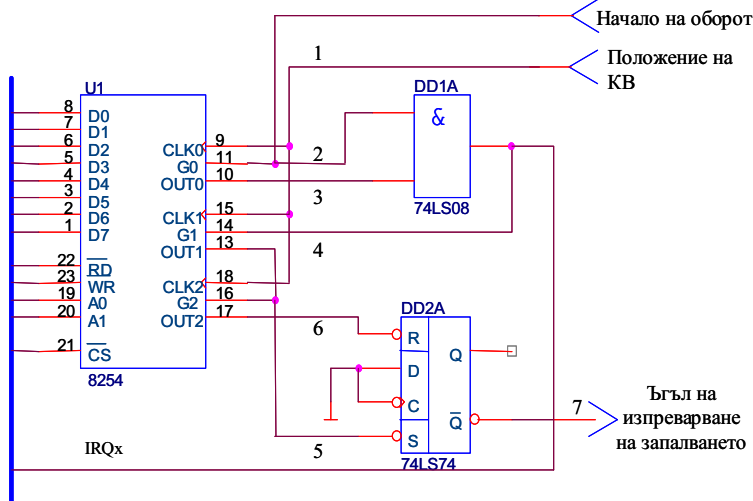 Начало на оборот
1
Положение на
КВ
U1
DD1A
8
D0
7
D1
6
D2
5
D3
4
D4
3
D5
2
D6
1
D7
22
RD
23
WR
19
A0
20
A1
21
CS
9
CLK0
11
G0
10
OUT0
15
CLK1
14
G1
13
OUT1
18
CLK2
16
G2
17
OUT2
8254
2
3
4
&
74LS08
DD2A
6
R
D
C
S
Q
Q
74LS74
5
7
Ъгъл на
изпреварване
на запалването
IRQx